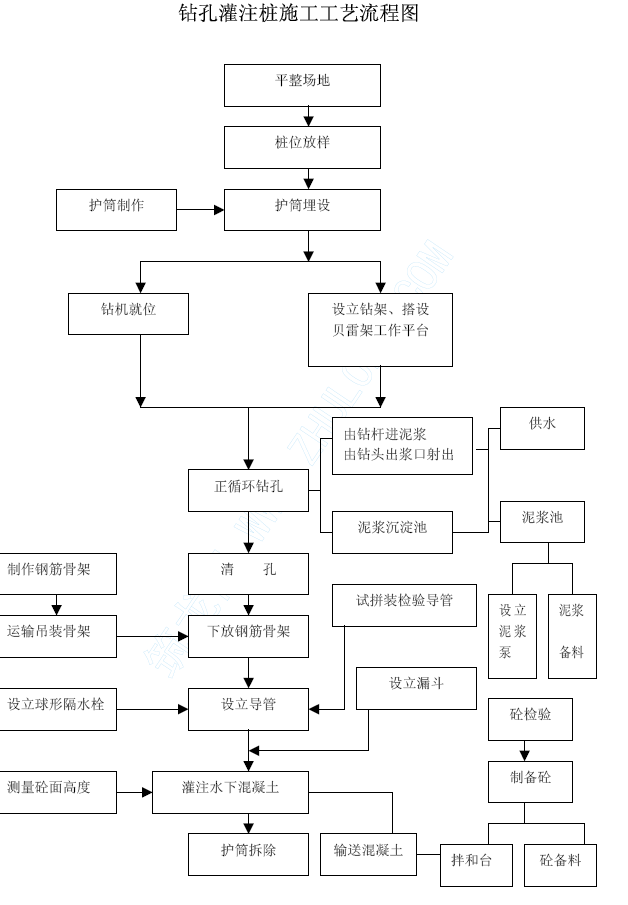 钻孔灌注桩施工工艺流程图
平整场地
桩位放样
护筒制作
护筒埋设
钻机就位
设立钻架、搭设
贝雷架工作平台
由钻杆进泥浆
由钻头出浆口射出
供水
正循环钻孔
泥浆沉淀池
泥浆池
制作钢筋骨架
清 孔
试拼装检验导管
设立
泥浆
泵
泥浆
备料
运输吊装骨架
下放钢筋骨架
设立漏斗
设立球形隔水栓
设立导管
砼检验
测量砼面高度
灌注水下混凝土
制备砼
护筒拆除
输送混凝土
拌和台
砼备料